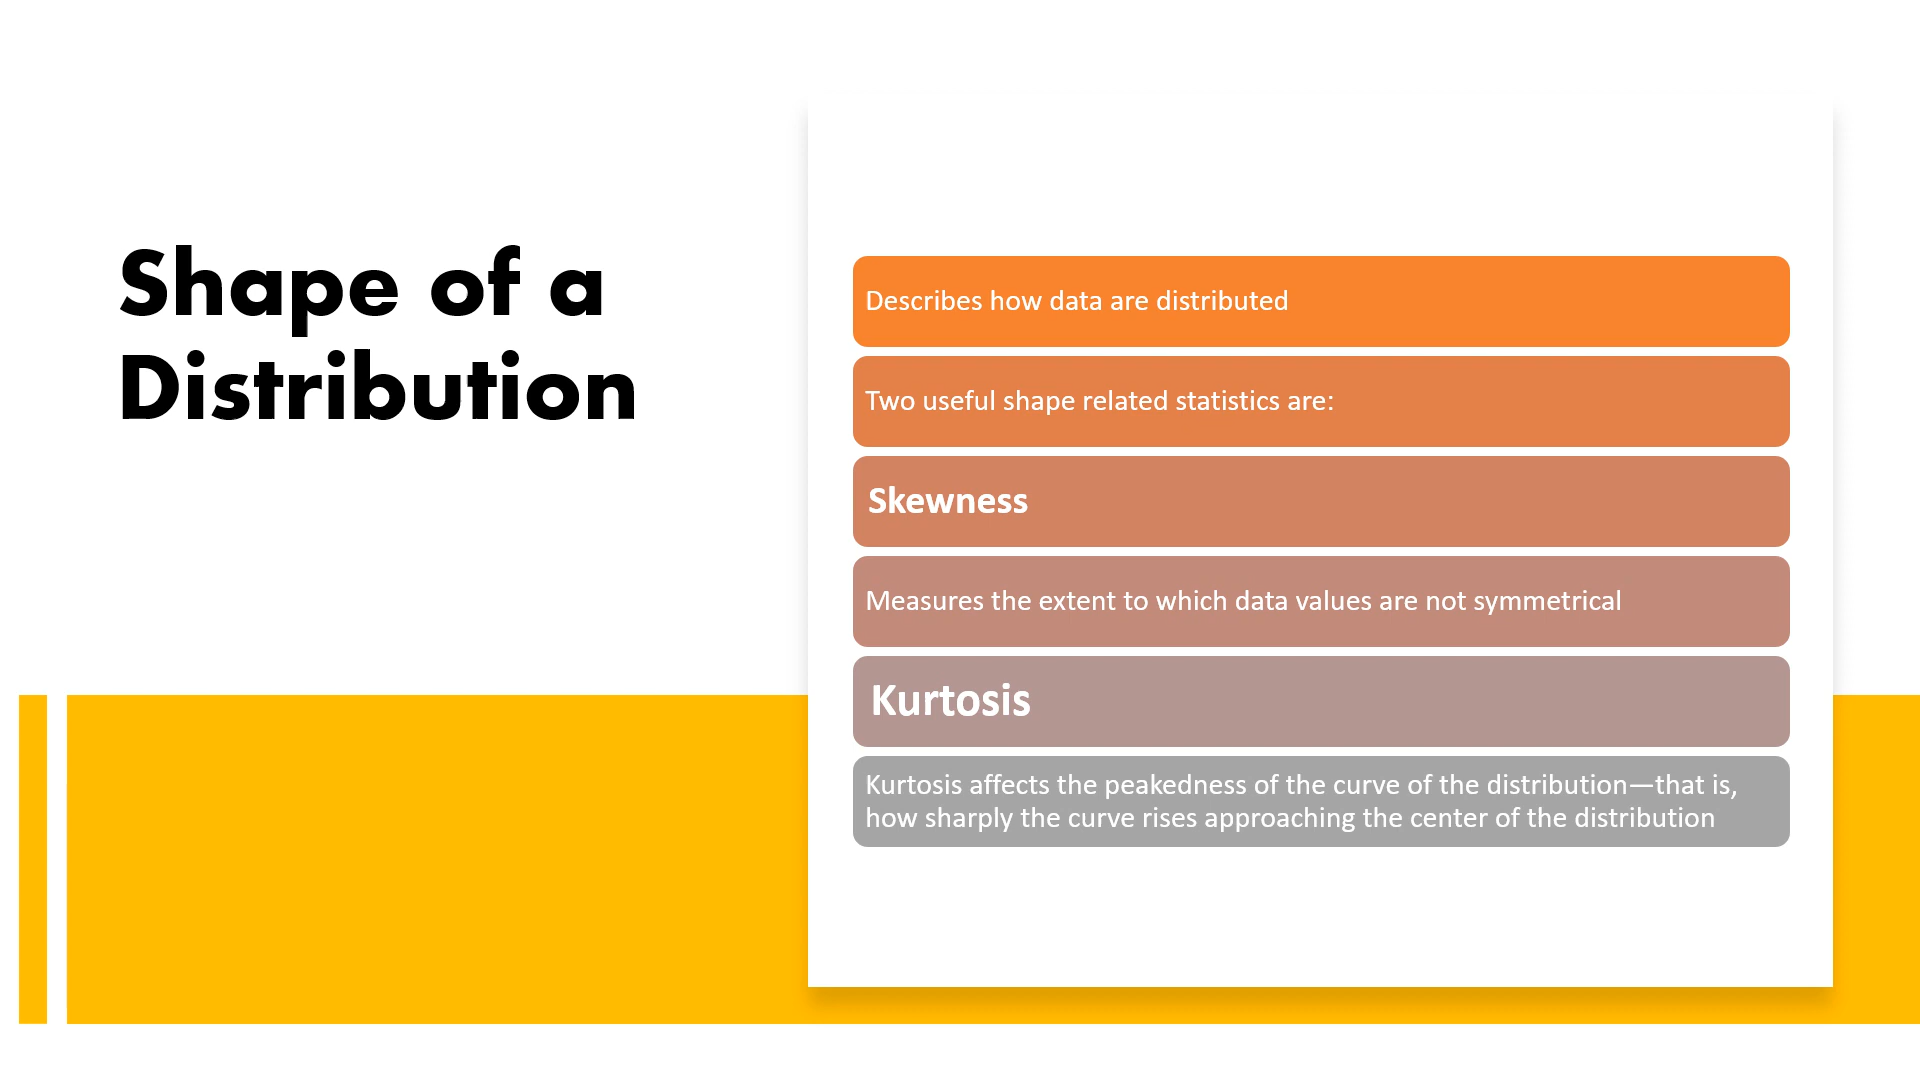 Shape of a
Distribution
Describes how data are distributed
Two useful shape related statistics are:
Skewness
Measures the extent to which data values are not symmetrical
Kurtosis
Kurtosis affects the peakedness of the curve of the distribution—that is,
how sharply the curve rises approaching the center of the distribution